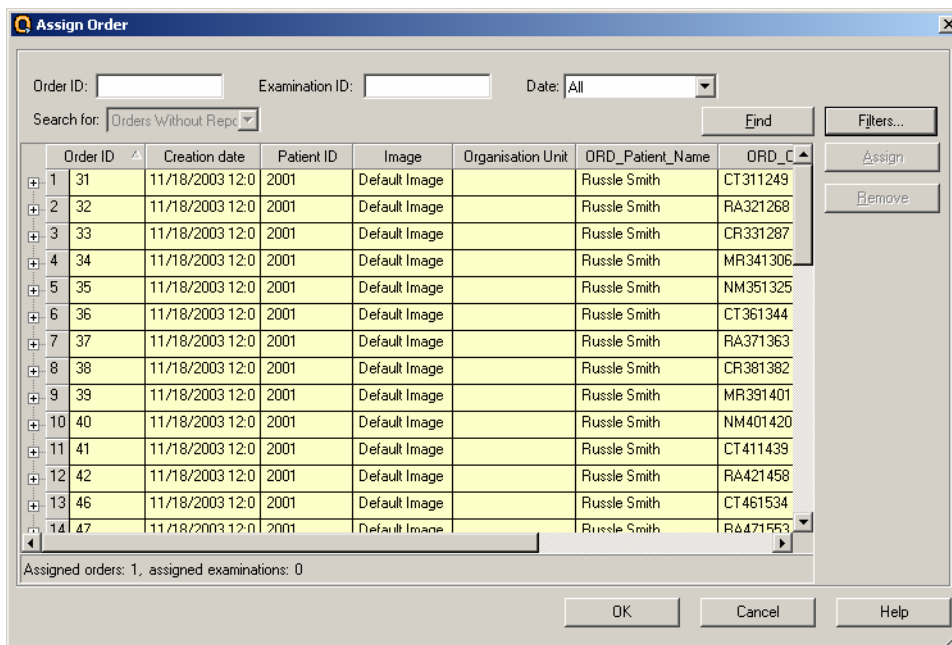 Assign Order
Order ID: Examination ID: Date: All
Search for: Orders Without Repo
Find Filters...
Order ID Creation date Patient ID Image Organisation Unit ORD_Patient_Name ORD_C
Assign
1 31 11/18/2003 12:0 2001 Default Image Russle Smith CT311249
Remove
2 32 11/18/2003 12:0 2001 Default Image Russle Smith RA321268
3 33 11/18/2003 12:0 2001 Default Image Russle Smith CR331287
4 34 11/18/2003 12:0 2001 Default Image Russle Smith MR341306
5 35 11/18/2003 12:0 2001 Default Image Russle Smith NM351325
6 36 11/18/2003 12:0 2001 Default Image Russle Smith CT361344
7 37 11/18/2003 12:0 2001 Default Image Russle Smith RA371363
8 38 11/18/2003 12:0 2001 Default Image Russle Smith CR381382
9 39 11/18/2003 12:0 2001 Default Image Russle Smith MR391401
10 40 11/18/2003 12:0 2001 Default Image Russle Smith NM401420
11 41 11/18/2003 12:0 2001 Default Image Russle Smith CT411439
12 42 11/18/2003 12:0 2001 Default Image Russle Smith RA421458
13 46 11/18/2003 12:0 2001 Default Image Russle Smith CT461534
14 47 11/18/2003 12:0 2001 Default Image Russle Smith RA471553
Assigned orders: 1, assigned examinations: 0
OK Cancel Help